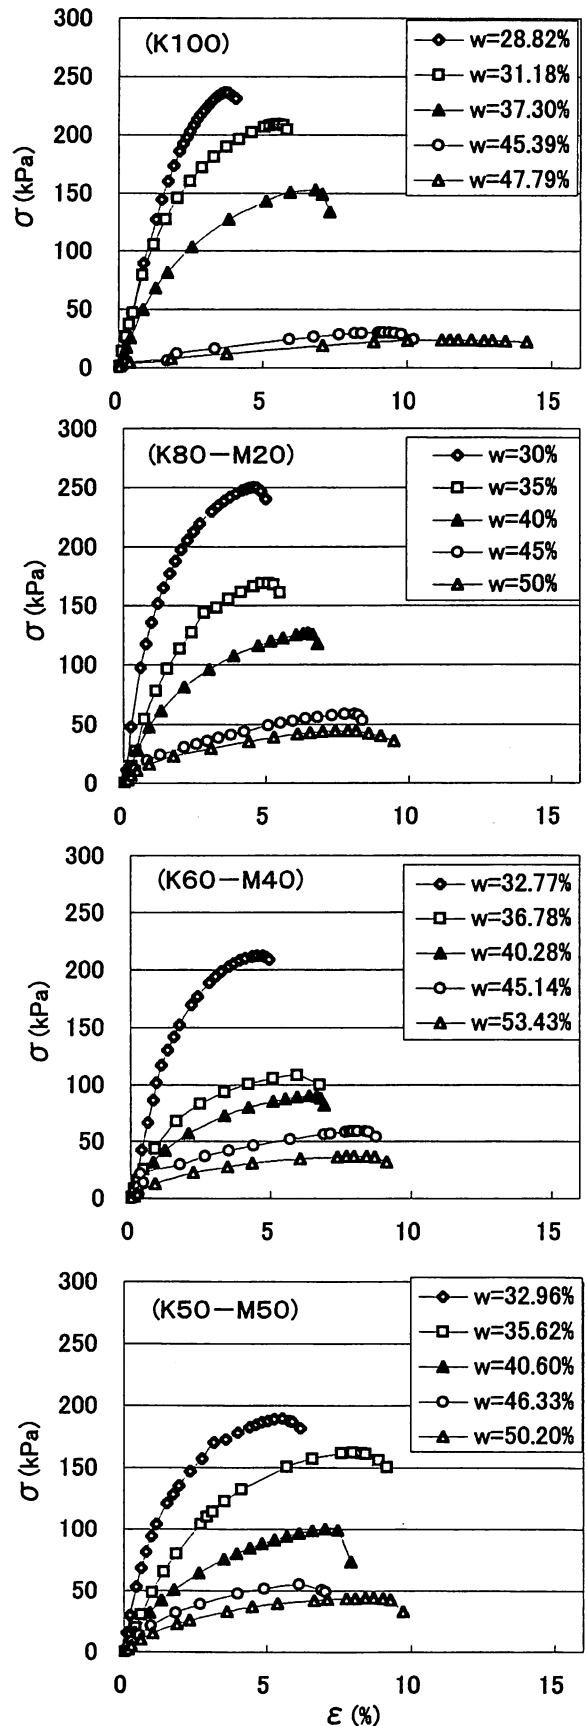 (K100)
w=28.82%
w=31.18%
w=37.30%
w=45.39%
w=47.79%
σ (kPa)
300
250
200
150
100
50
0
0 5 10 15
(K80-M20)
w=30%
w=35%
w=40%
w=45%
w=50%
σ (kPa)
300
250
200
150
100
50
0
0 5 10 15
(K60-M40)
w=32.77%
w=36.78%
w=40.28%
w=45.14%
w=53.43%
σ (kPa)
300
250
200
150
100
50
0
0 5 10 15
(K50-M50)
w=32.96%
w=35.62%
w=40.60%
w=46.33%
w=50.20%
σ (kPa)
300
250
200
150
100
50
0
0 5 10 15
ε (%)